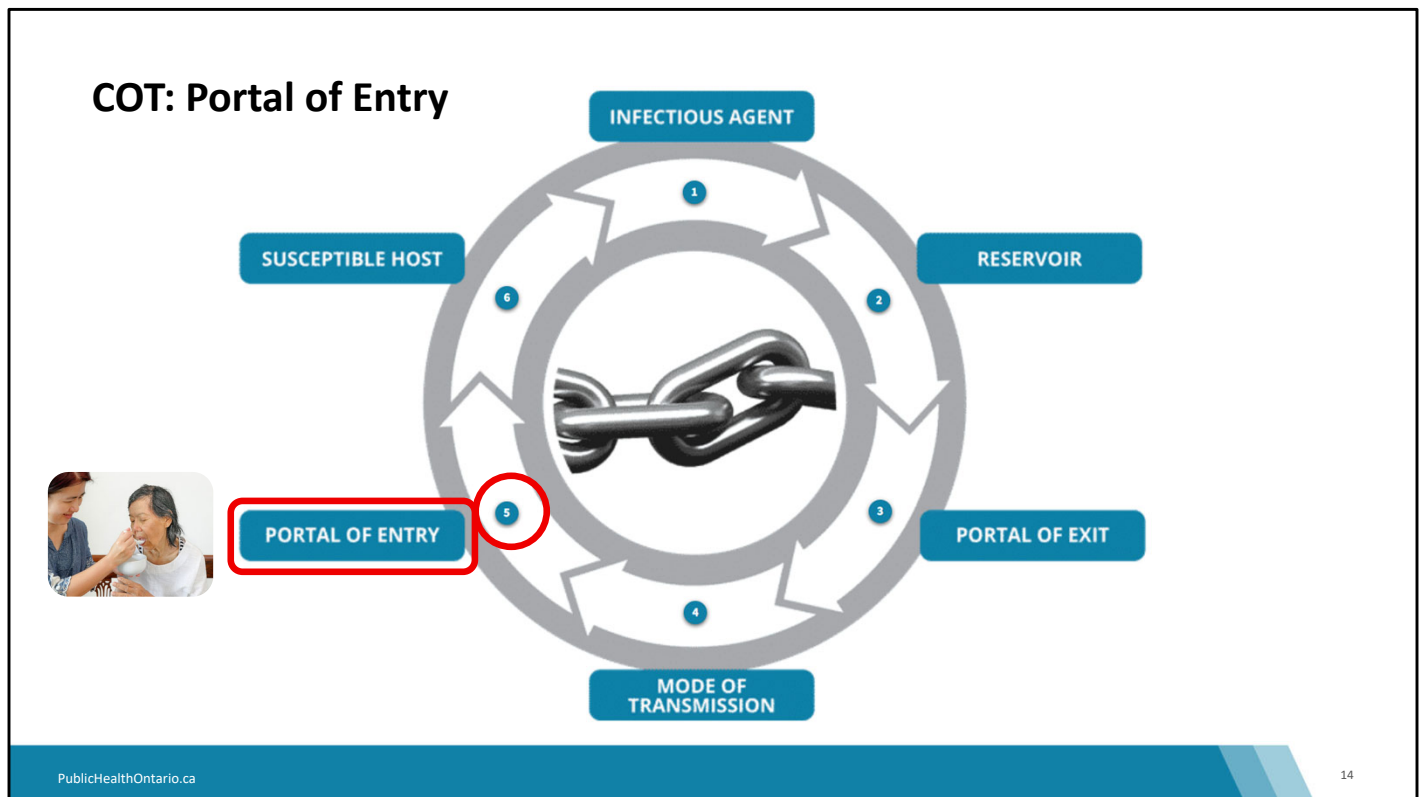 COT: Portal of Entry
INFECTIOUS AGENT
1
SUSCEPTIBLE HOST
RESERVOIR
6
2
5
3
PORTAL OF ENTRY
PORTAL OF EXIT
4
MODE OF
TRANSMISSION
PublicHealthOntario.ca
14